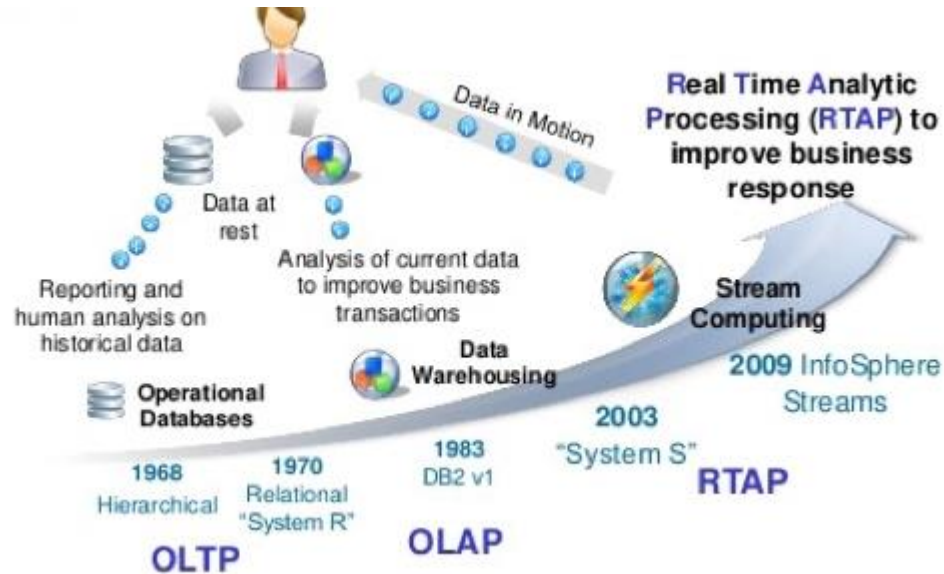 Data in Motion
Real Time Analytic
Processing (RTAP) to
improve business
response
Data at
rest
Reporting and
human analysis on
historical data
Analysis of current data
to improve business
transactions
Stream
Computing
Operational
Databases
Data
Warehousing
1968
Hierarchical
1970
Relational
"System R"
1983
DB2 v1
2003
"System S"
2009 InfoSphere
Streams
OLTP
OLAP
RTAP